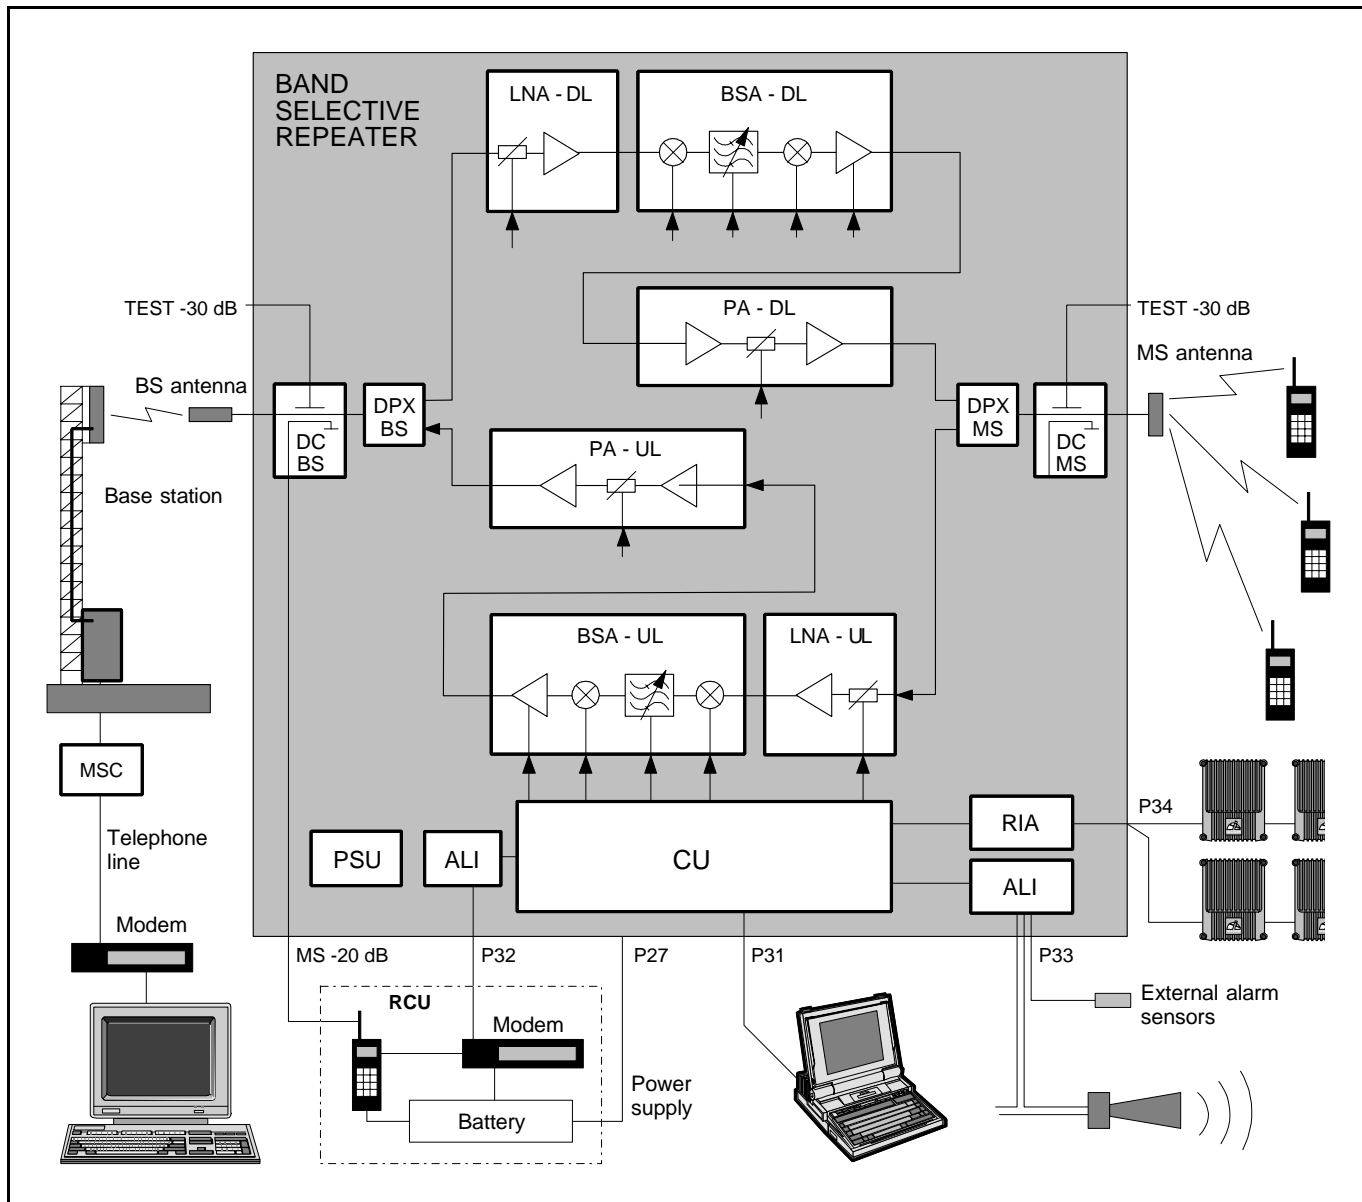 BAND
SELECTIVE
REPEATER
LNA - DL
BSA - DL
TEST -30 dB
PA - DL
TEST -30 dB
MS antenna
BS antenna
DPX
BS
DPX
MS
DC
BS
DC
MS
PA - UL
Base station
BSA - UL
LNA - UL
MSC
P34
RIA
Telephone
line
PSU
ALI
CU
ALI
Modem
MS -20 dB
P32
P27
P31
P33
RCU
External alarm
sensors
Modem
Power
supply
Battery